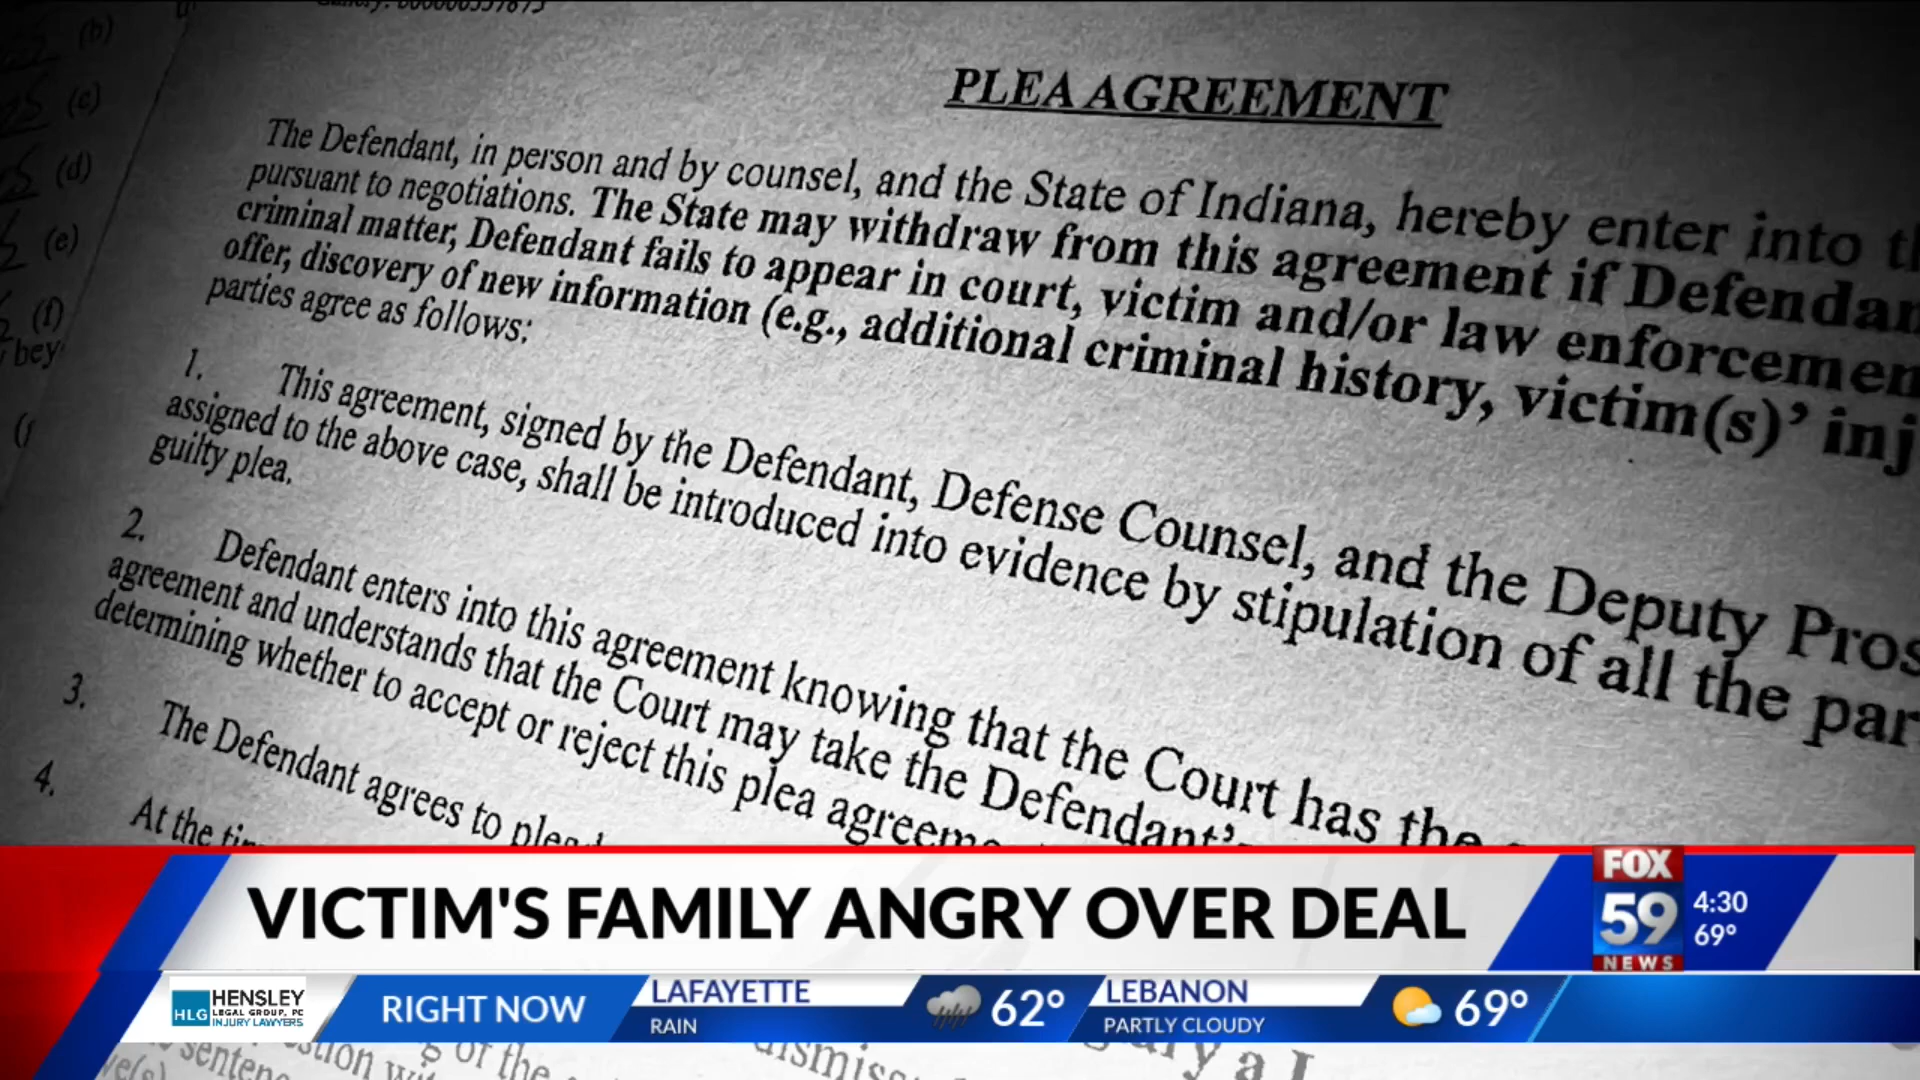 (b)
(c)
(d)
(e)
(f)
bey
PLEA AGREEMENT
The Defendant, in person and by counsel, and the State of Indiana, hereby enter into
pursuant to negotiations. The State may withdraw from this agreement if Defendan
criminal matter, Defendant fails to appear in court, victim and/or law enforcemen
offer, discovery of new information (e.g., additional criminal history, victim(s)' inj
parties agree as follows:
1. This agreement, signed by the Defendant, Defense Counsel, and the Deputy Pros
assigned to the above case, shall be introduced into evidence by stipulation of all the par
guilty plea.
2. Defendant enters into this agreement knowing that the Court has the
agreement and understands that the Court may take the Defendant's
determining whether to accept or reject this plea agreeme
3. The Defendant agrees to plead
4. At the tim
VICTIM'S FAMILY ANGRY OVER DEAL
FOX
59
NEWS
4:30
69°
HLG HENSLEY
LEGAL GROUP, PC
INJURY LAWYERS
RIGHT NOW
LAFAYETTE
RAIN
62°
LEBANON
PARTLY CLOUDY
69°
of the